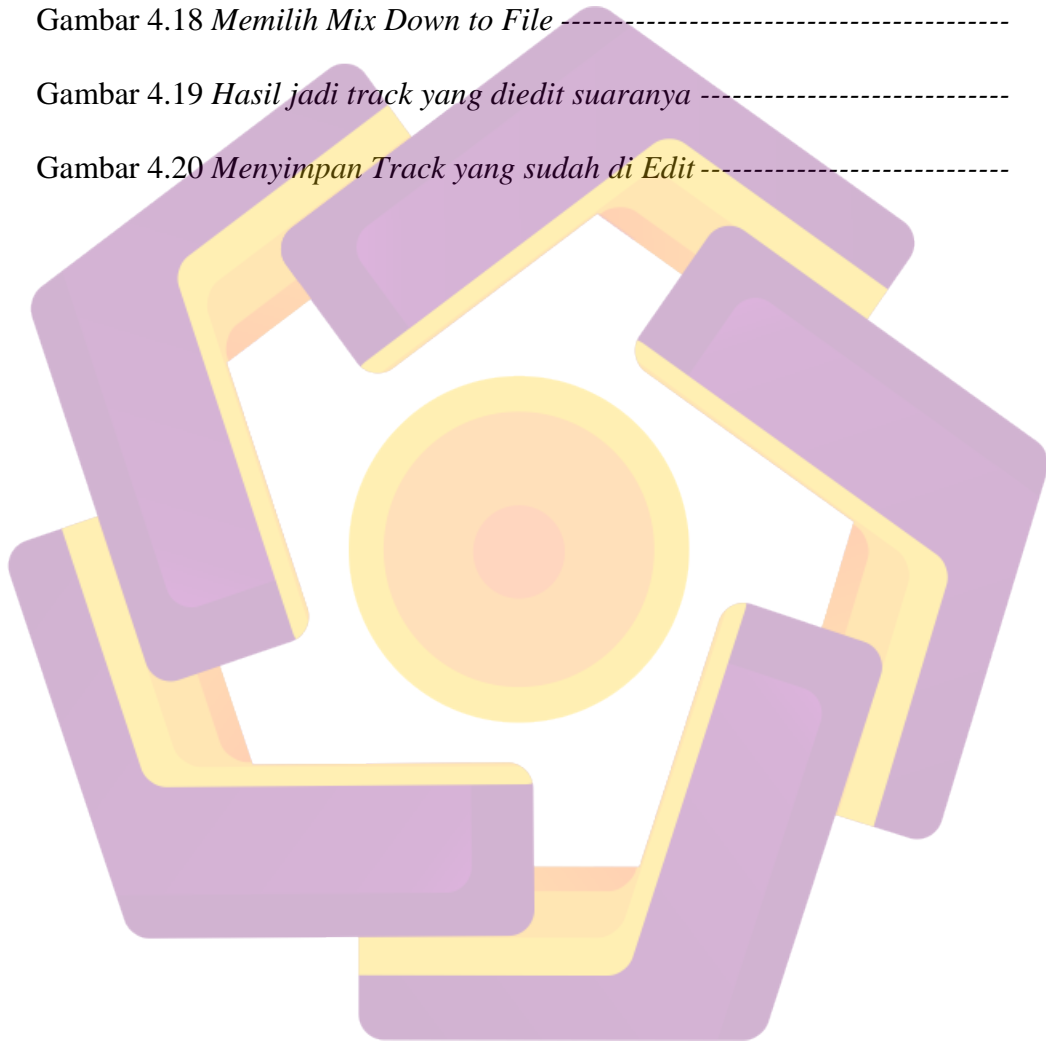 Gambar 4.18 Memilih Mix Down to File --------------------------------------------
Gambar 4.19 Hasil jadi track yang diedit suaranya ------------------------------
Gambar 4.20 Menyimpan Track yang sudah di Edit ------------------------------